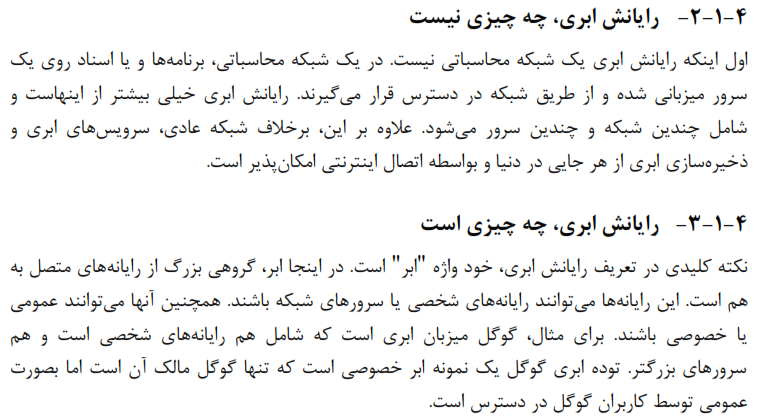 ۴-۱-۲- رایانش ابری، چه چیزی نیست
اول اینکه رایانش ابری یک شبکه محاسباتی نیست. در یک شبکه محاسباتی، برنامه‌ها و یا اسناد روی یک
سرور میزبانی شده و از طریق شبکه در دسترس قرار می‌گیرند. رایانش ابری خیلی بیشتر از اینهاست و
شامل چندین شبکه و چندین سرور می‌شود. علاوه بر این، برخلاف شبکه عادی، سرویس‌های ابری و
ذخیره‌سازی ابری از هر جایی در دنیا و بواسطه اتصال اینترنتی امکان‌پذیر است.
۴-۱-۳- رایانش ابری، چه چیزی است
نکته کلیدی در تعریف رایانش ابری، خود واژه "ابر" است. در اینجا ابر، گروهی بزرگ از رایانه‌های متصل به
هم است. این رایانه‌ها می‌توانند رایانه‌های شخصی یا سرورهای شبکه باشند. همچنین آنها می‌توانند عمومی
یا خصوصی باشند. برای مثال، گوگل میزبان ابری است که شامل هم رایانه‌های شخصی است و هم
سرورهای بزرگتر. توده ابری گوگل یک نمونه ابر خصوصی است که تنها گوگل مالک آن است اما بصورت
عمومی توسط کاربران گوگل در دسترس است.